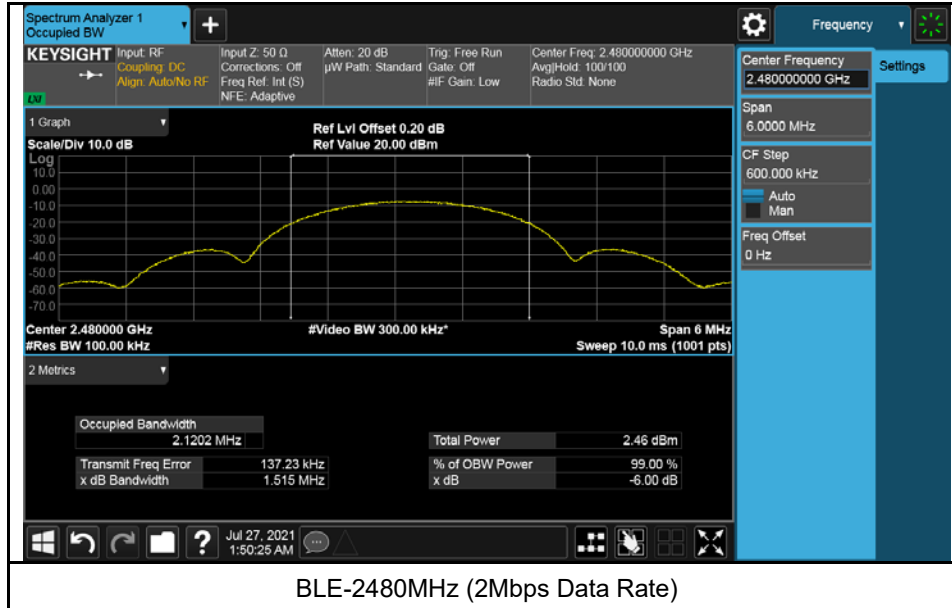 Spectrum Analyzer 1
Occupied BW
+
Frequency
KEYSIGHT
Input: RF
Coupling: DC
Align: Auto/No RF
Input Z: 50 Ω
Corrections: Off
Freq Ref: Int (S)
NFE: Adaptive
Atten: 20 dB
µW Path: Standard
Trig: Free Run
Gate: Off
#IF Gain: Low
Center Freq: 2.480000000 GHz
Avg|Hold: 100/100
Radio Std: None
LXI
Center Frequency
2.480000000 GHz
Settings
Span
6.0000 MHz
CF Step
600.000 kHz
Auto
Man
Freq Offset
0 Hz
1 Graph
Scale/Div 10.0 dB
Ref Lvl Offset 0.20 dB
Ref Value 20.00 dBm
Log
10.0
0.00
-10.0
-20.0
-30.0
-40.0
-50.0
-60.0
-70.0
Center 2.480000 GHz
#Video BW 300.00 kHz*
Span 6 MHz
#Res BW 100.00 kHz
Sweep 10.0 ms (1001 pts)
2 Metrics
Occupied Bandwidth
2.1202 MHz
Total Power 2.46 dBm
Transmit Freq Error 137.23 kHz
% of OBW Power 99.00 %
x dB Bandwidth 1.515 MHz
x dB -6.00 dB
?
Jul 27, 2021
1:50:25 AM
BLE-2480MHz (2Mbps Data Rate)